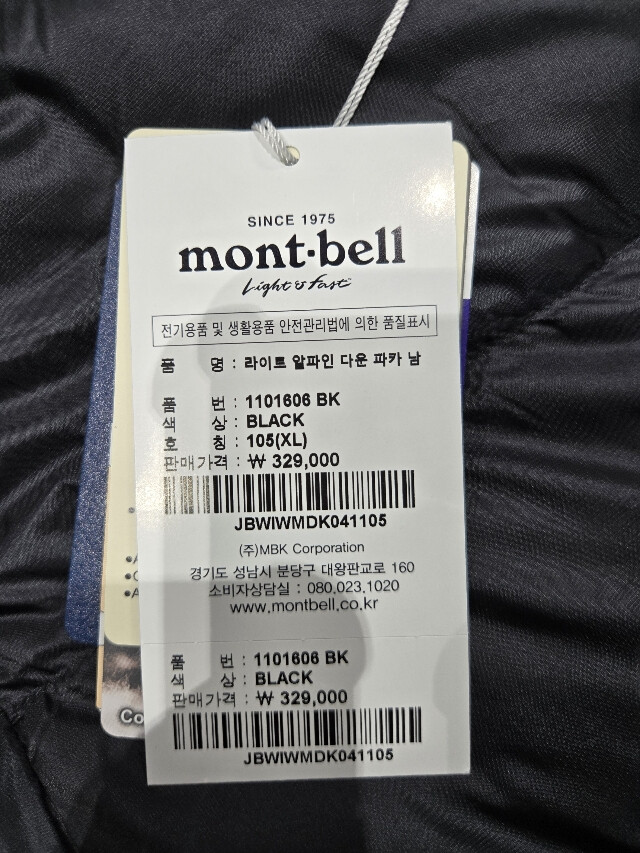 SINCE 1975
mont·bell
Light & Fast
전기용품 및 생활용품 안전관리법에 의한 품질표시
품 명 : 라이트 알파인 다운 파카 남
품 번 : 1101606 BK
색 상 : BLACK
호 칭 : 105(XL)
판매가격 : ₩ 329,000
JBWIWMDK041105
(주)MBK Corporation
경기도 성남시 분당구 대왕판교로 160
소비자상담실 : 080.023.1020
www.montbell.co.kr
품 번 : 1101606 BK
색 상 : BLACK
판매가격 : ₩ 329,000
JBWIWMDK041105
Co